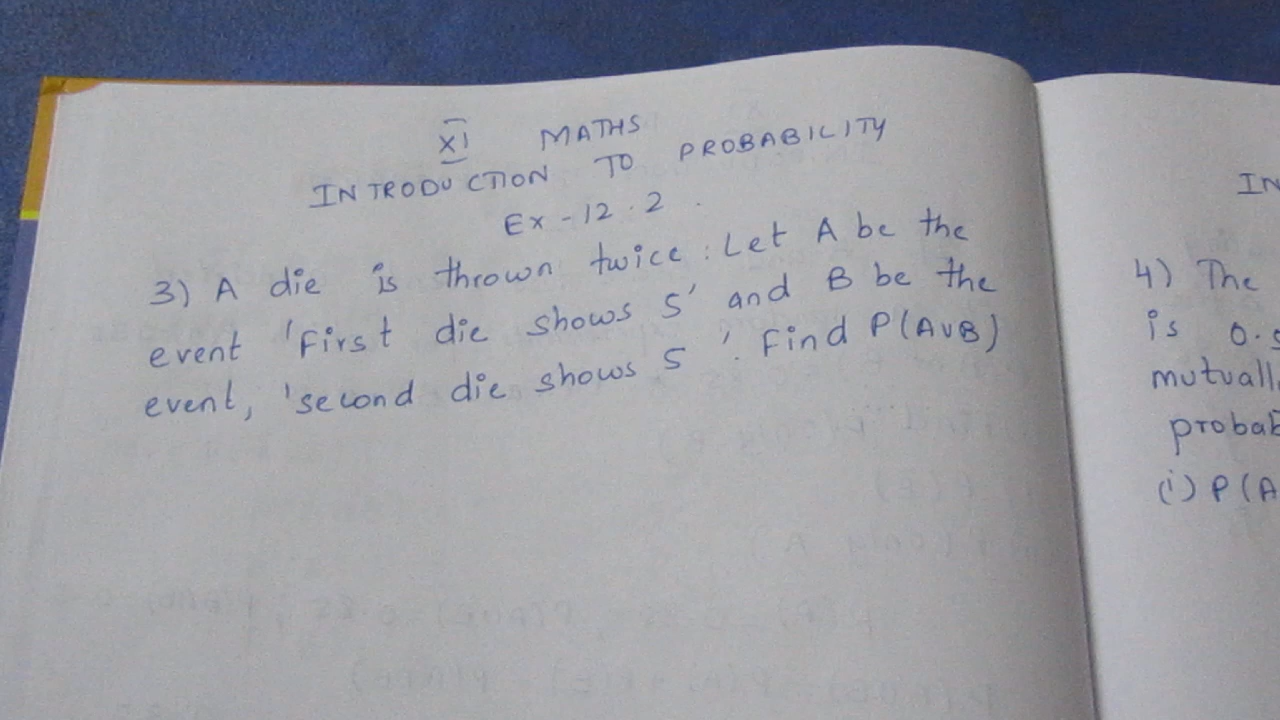 XI MATHS
INTRODUCTION TO PROBABILITY
Ex - 12.2.
3) A die is thrown twice. Let A be the
event 'First die shows 5' and B be the
event, 'second die shows 5'. Find P(A∪B)
IN
4) The
is 0.5
mutuall
probab
(i) P(A